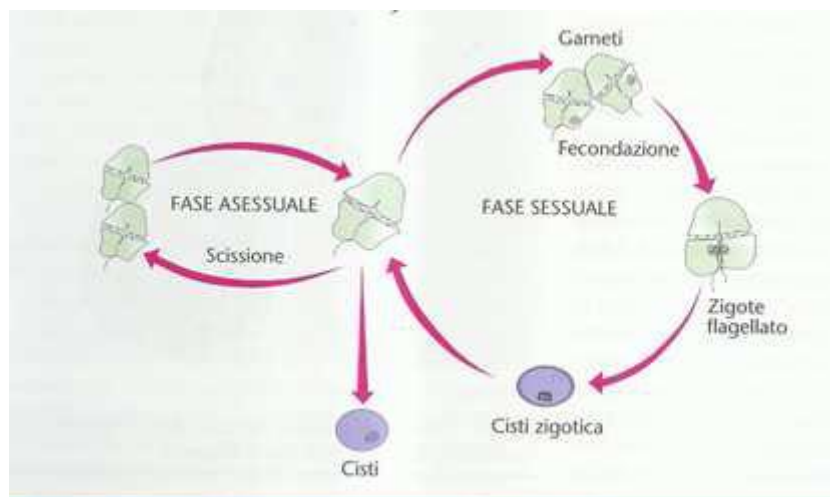 Gameti
Fecondazione
FASE ASESSUALE
FASE SESSUALE
Scissione
Zigote
flagellato
Cisti zigotica
Cisti